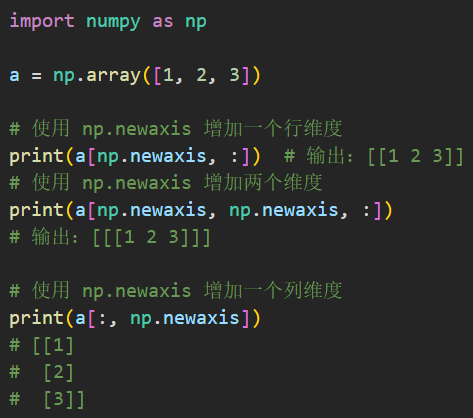 import numpy as np
a = np.array([1, 2, 3])
# 使用 np.newaxis 增加一个行维度
print(a[np.newaxis, :])  # 输出：[[1 2 3]]
# 使用 np.newaxis 增加两个维度
print(a[np.newaxis, np.newaxis, :])
# 输出：[[[1 2 3]]]
# 使用 np.newaxis 增加一个列维度
print(a[:, np.newaxis])
# [[1]
#  [2]
#  [3]]